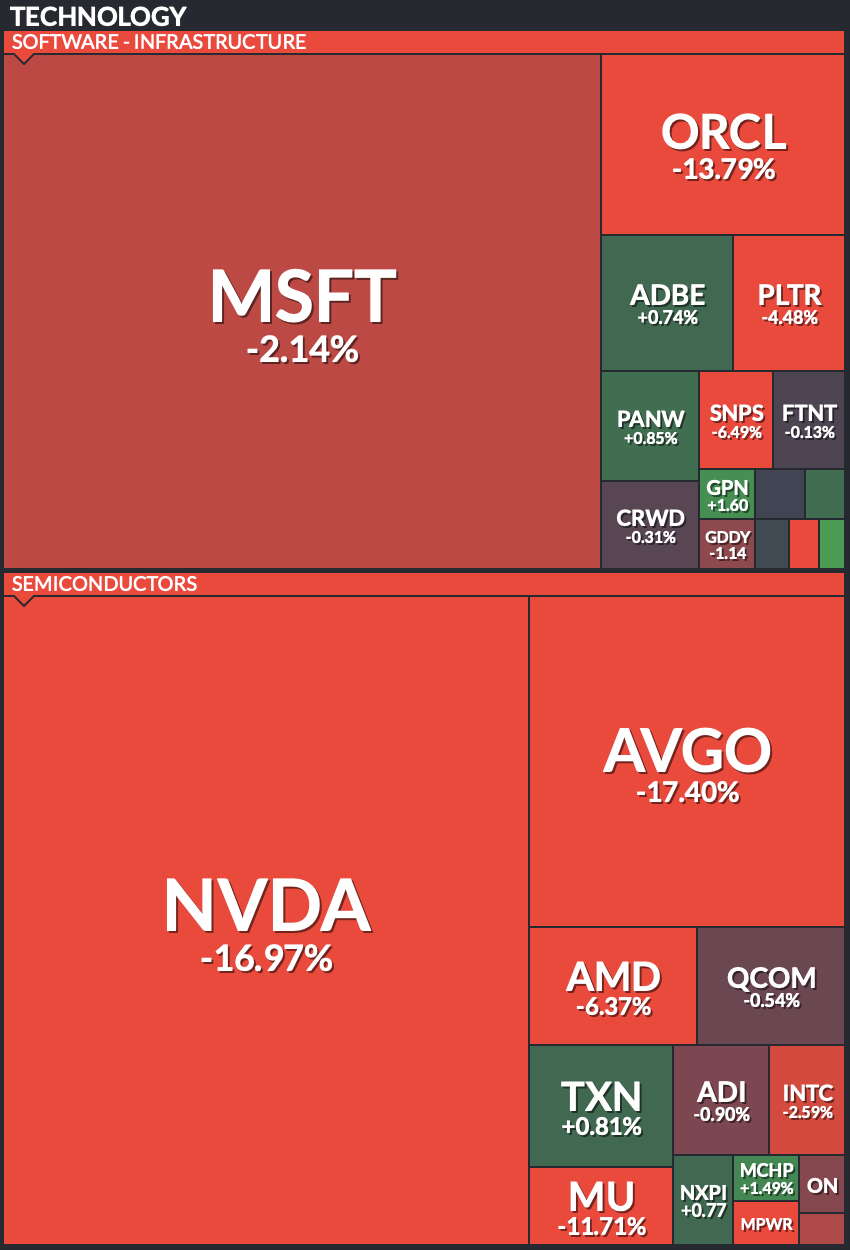 TECHNOLOGY
SOFTWARE - INFRASTRUCTURE
MSFT
-2.14%
ORCL
-13.79%
ADBE
+0.74%
PLTR
-4.48%
PANW
+0.85%
SNPS
-6.49%
FTNT
-0.13%
CRWD
-0.31%
GPN
+1.60
GDDY
-1.14
SEMICONDUCTORS
NVDA
-16.97%
AVGO
-17.40%
AMD
-6.37%
QCOM
-0.54%
TXN
+0.81%
ADI
-0.90%
INTC
-2.59%
MU
-11.71%
NXPI
+0.77
MCHP
+1.49%
ON
MPWR